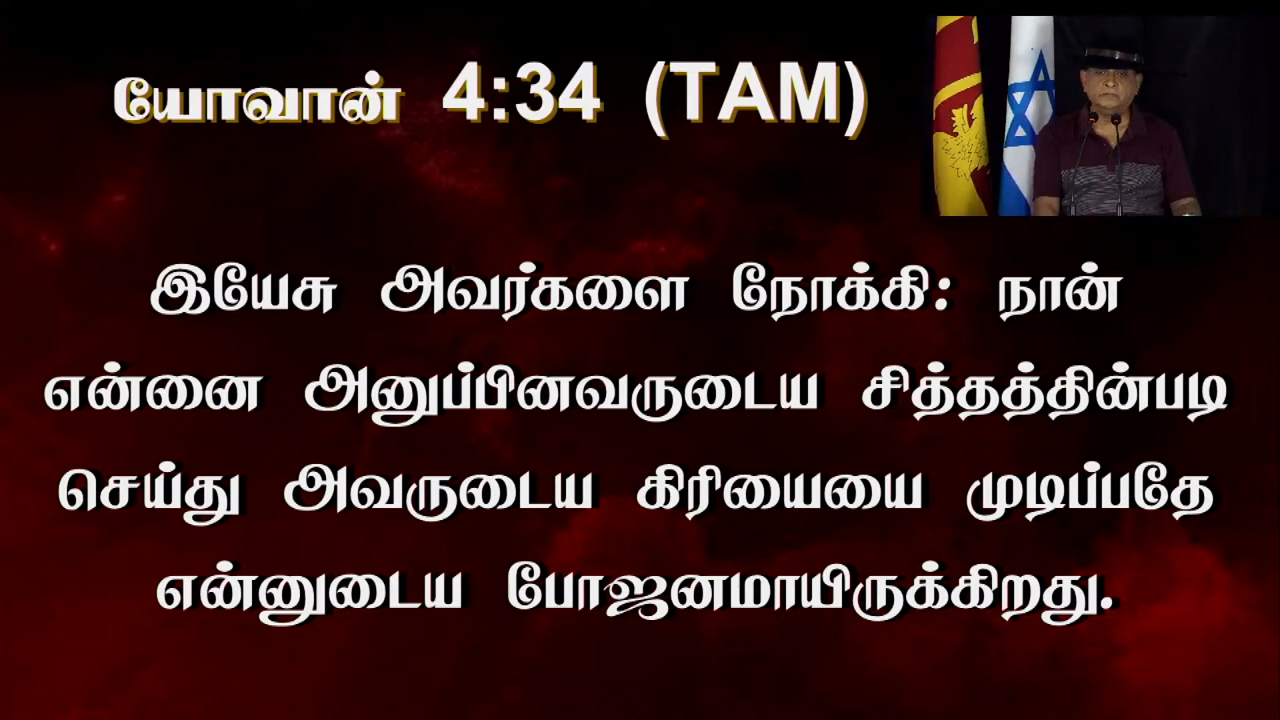 யோவான் 4:34 (TAM)
இயேசு அவர்களை நோக்கி: நான்
என்னை அனுப்பினவருடைய சித்தத்தின்படி
செய்து அவருடைய கிரியையை முடிப்பதே
என்னுடைய போஜனமாயிருக்கிறது.